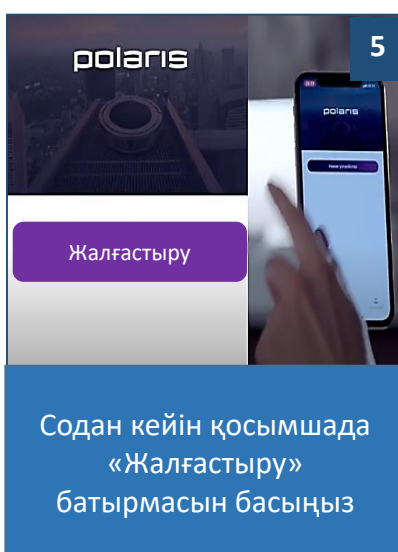 polaris
5
polaris
Жалғастыру
Содан кейін қосымшада
«Жалғастыру»
батырмасын басыңыз